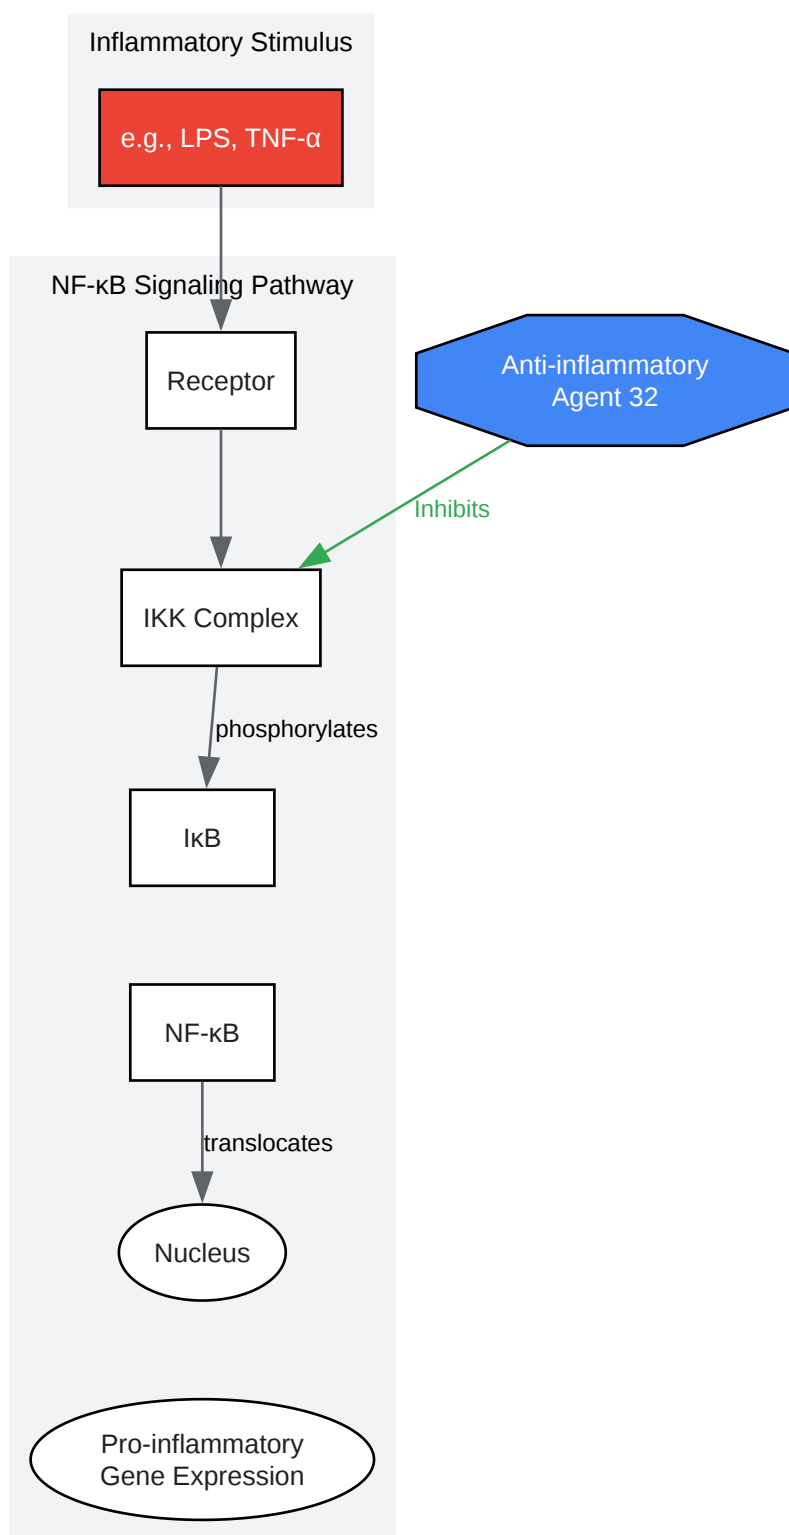 Inflammatory Stimulus
e.g., LPS, TNF-α
NF-κB Signaling Pathway
Receptor
Anti-inflammatory
Agent 32
Inhibits
IKK Complex
phosphorylates
IκB
NF-κB
translocates
Nucleus
Pro-inflammatory
Gene Expression